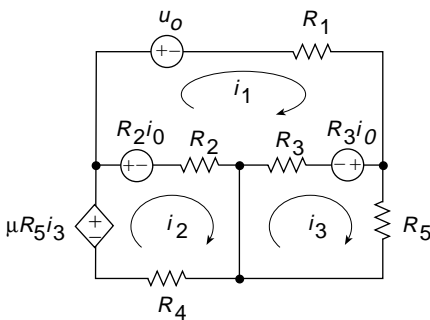 u₀ R₁
+ −
i₁
R₂i₀ R₂ R₃ R₃i₀
+ − − +
μR₅i₃ + − i₂ i₃ R₅
R₄